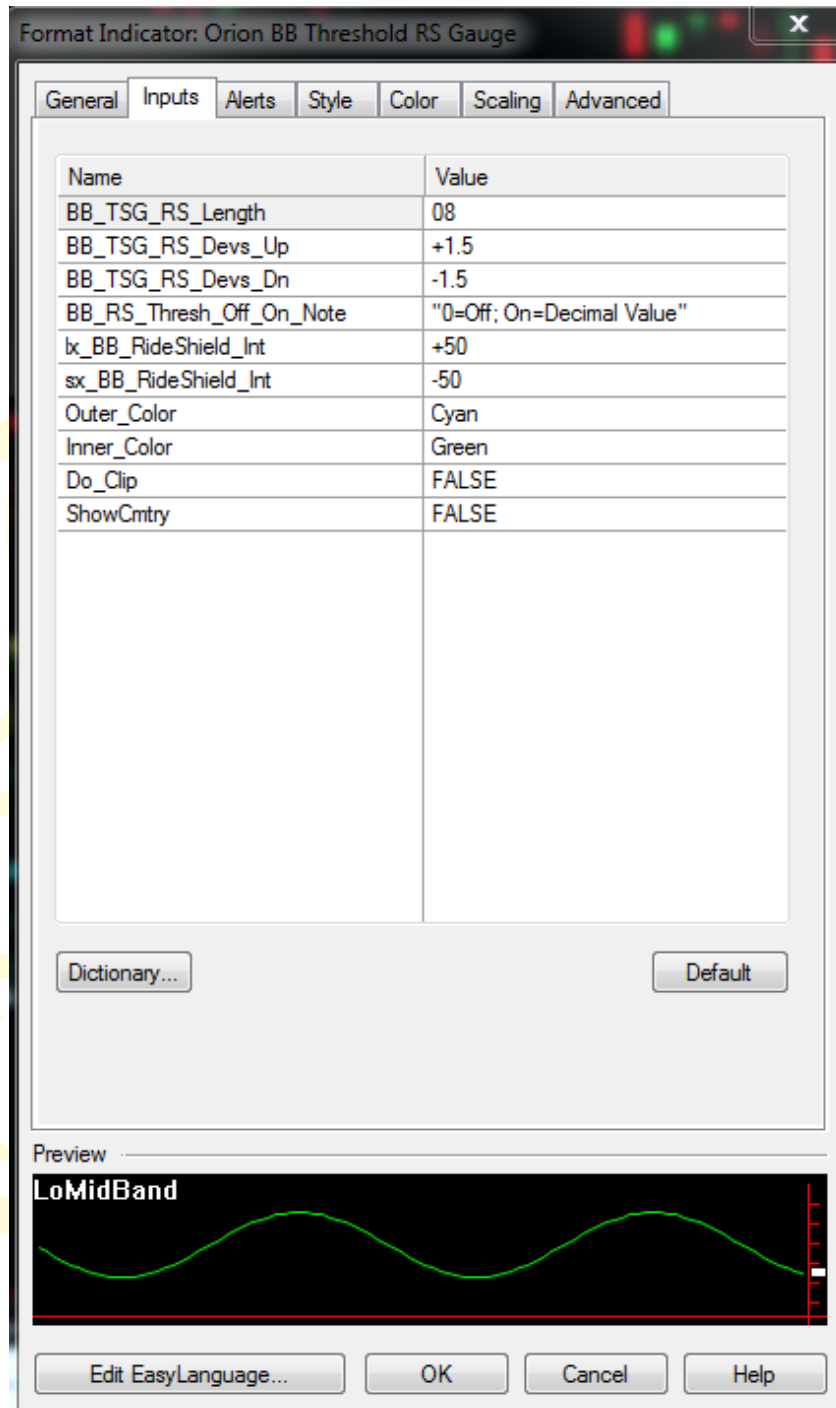 Format Indicator: Orion BB Threshold RS Gauge
General Inputs Alerts Style Color Scaling Advanced
Name Value
BB_TSG_RS_Length 08
BB_TSG_RS_Devs_Up +1.5
BB_TSG_RS_Devs_Dn -1.5
BB_RS_Thresh_Off_On_Note "0=Off; On=Decimal Value"
lx_BB_RideShield_Int +50
sx_BB_RideShield_Int -50
Outer_Color Cyan
Inner_Color Green
Do_Clip FALSE
ShowCmtry FALSE
Dictionary... Default
Preview
LoMidBand
Edit EasyLanguage... OK Cancel Help